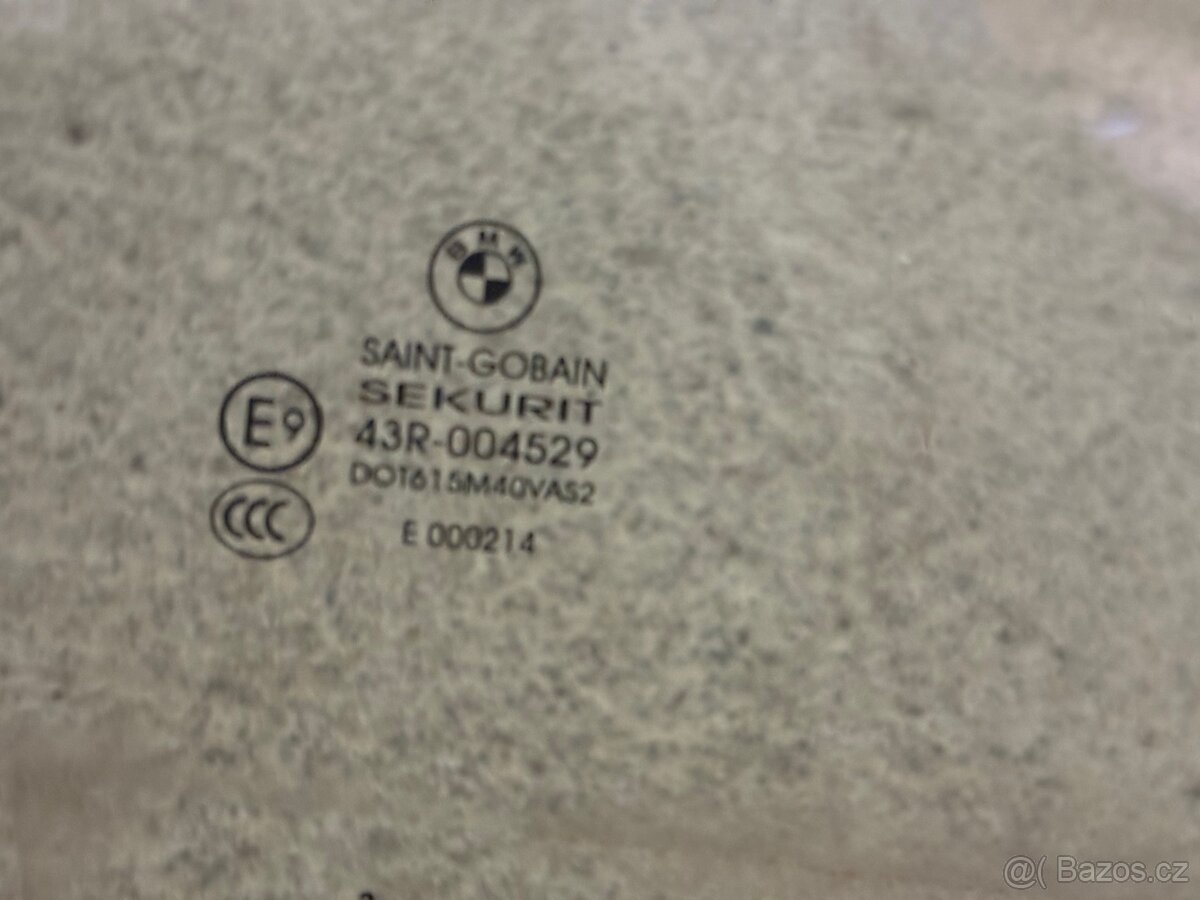 BMW
SAINT-GOBAIN
SEKURIT
E9
43R-004529
DOT615M40VAS2
CCC
E 000214
@( Bazos.cz